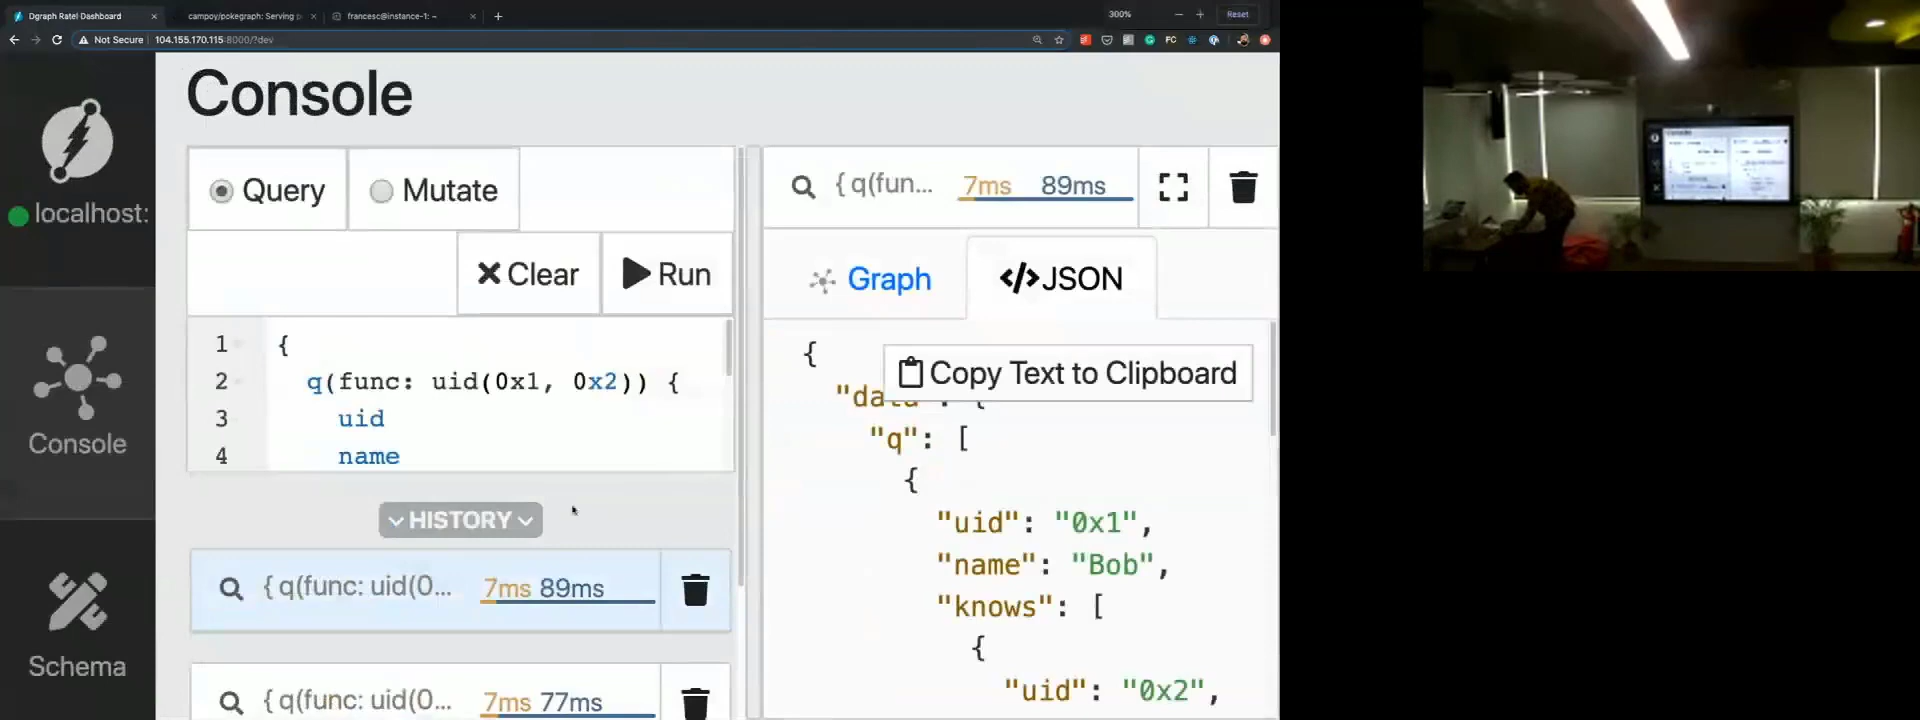 Dgraph Ratel Dashboard
campoy/pokegraph: Serving p
francesc@instance-1: ~
300%
Reset
Not Secure
104.155.170.115:8000/?dev
FC
Console
Query
Mutate
{ q(fun...
7ms
89ms
localhost:
Clear
Run
Graph
</>JSON
1 {
2 q(func: uid(0x1, 0x2)) {
3 uid
4 name
{
Copy Text to Clipboard
"data": {
"q": [
{
"uid": "0x1",
"name": "Bob",
"knows": [
{
"uid": "0x2",
Console
HISTORY
{ q(func: uid(0...
7ms 89ms
Schema
{ q(func: uid(0...
7ms 77ms